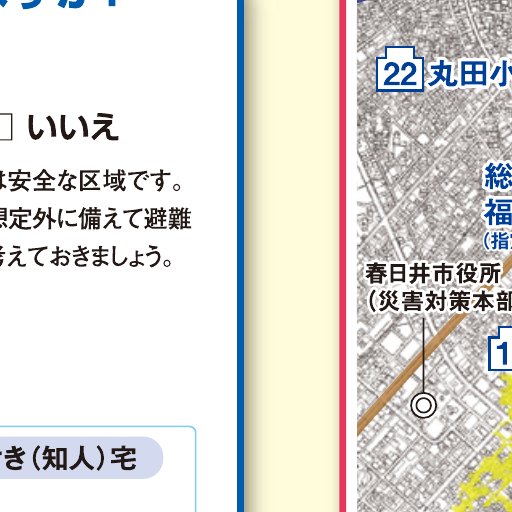 いいえ
は安全な区域です。
想定外に備えて避難
考えておきましょう。
き（知人）宅
22 丸田小
総
福
（指
春日井市役所
（災害対策本部
1